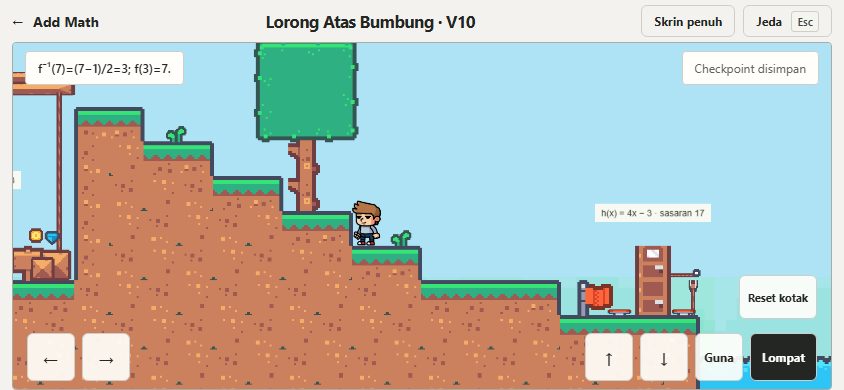 ← Add Math
Lorong Atas Bumbung · V10
Skrin penuh
Jeda Esc
f⁻¹(7)=(7−1)/2=3; f(3)=7.
Checkpoint disimpan
h(x) = 4x − 3 · sasaran 17
Reset kotak
← → ↑ ↓ Guna Lompat